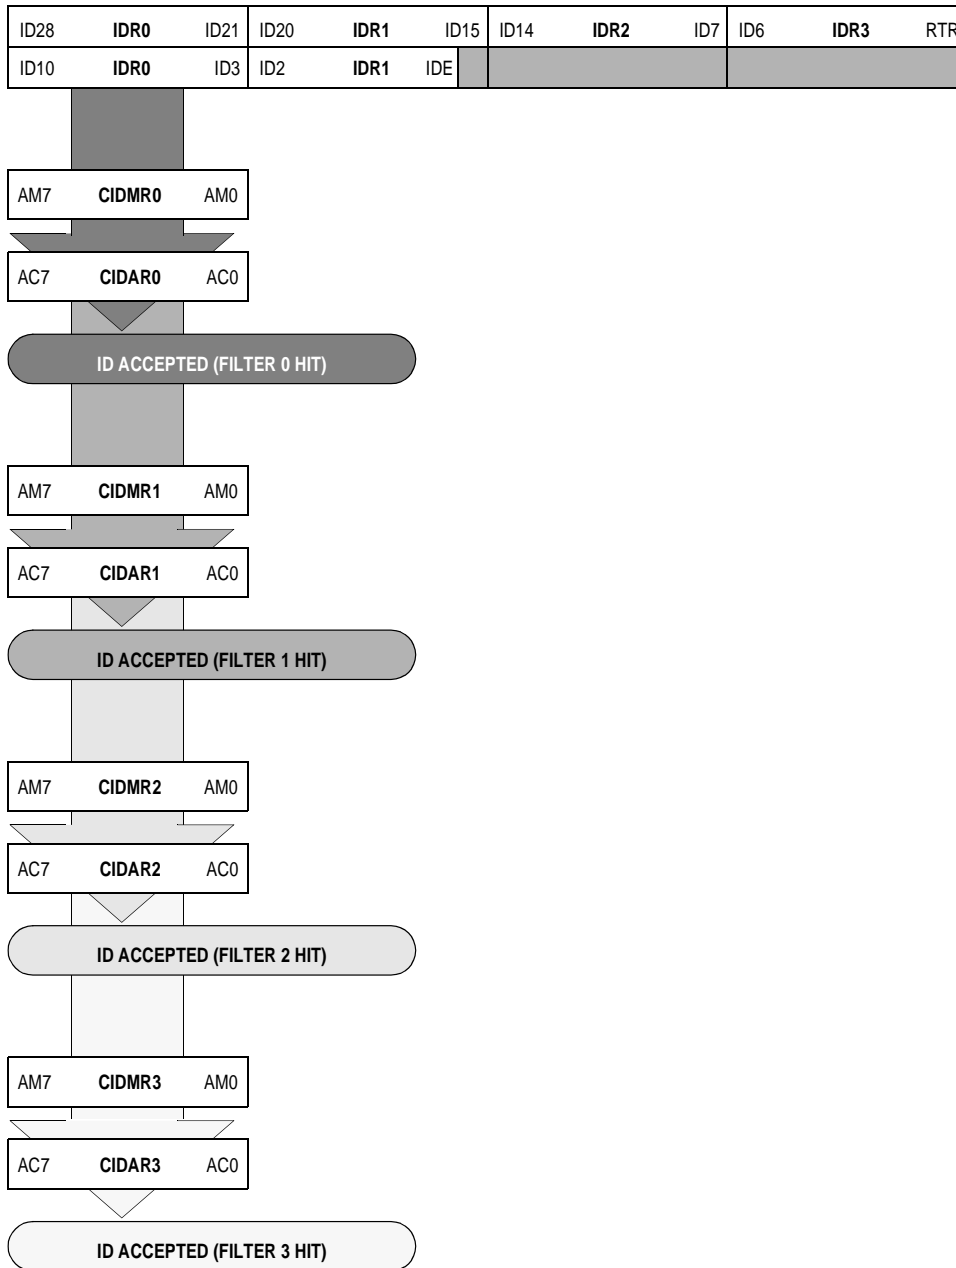 ID28 IDR0 ID21 ID20 IDR1 ID15 ID14 IDR2 ID7 ID6 IDR3 RTR
ID10 IDR0 ID3 ID2 IDR1 IDE
AM7 CIDMR0 AM0
AC7 CIDAR0 AC0
ID ACCEPTED (FILTER 0 HIT)
AM7 CIDMR1 AM0
AC7 CIDAR1 AC0
ID ACCEPTED (FILTER 1 HIT)
AM7 CIDMR2 AM0
AC7 CIDAR2 AC0
ID ACCEPTED (FILTER 2 HIT)
AM7 CIDMR3 AM0
AC7 CIDAR3 AC0
ID ACCEPTED (FILTER 3 HIT)